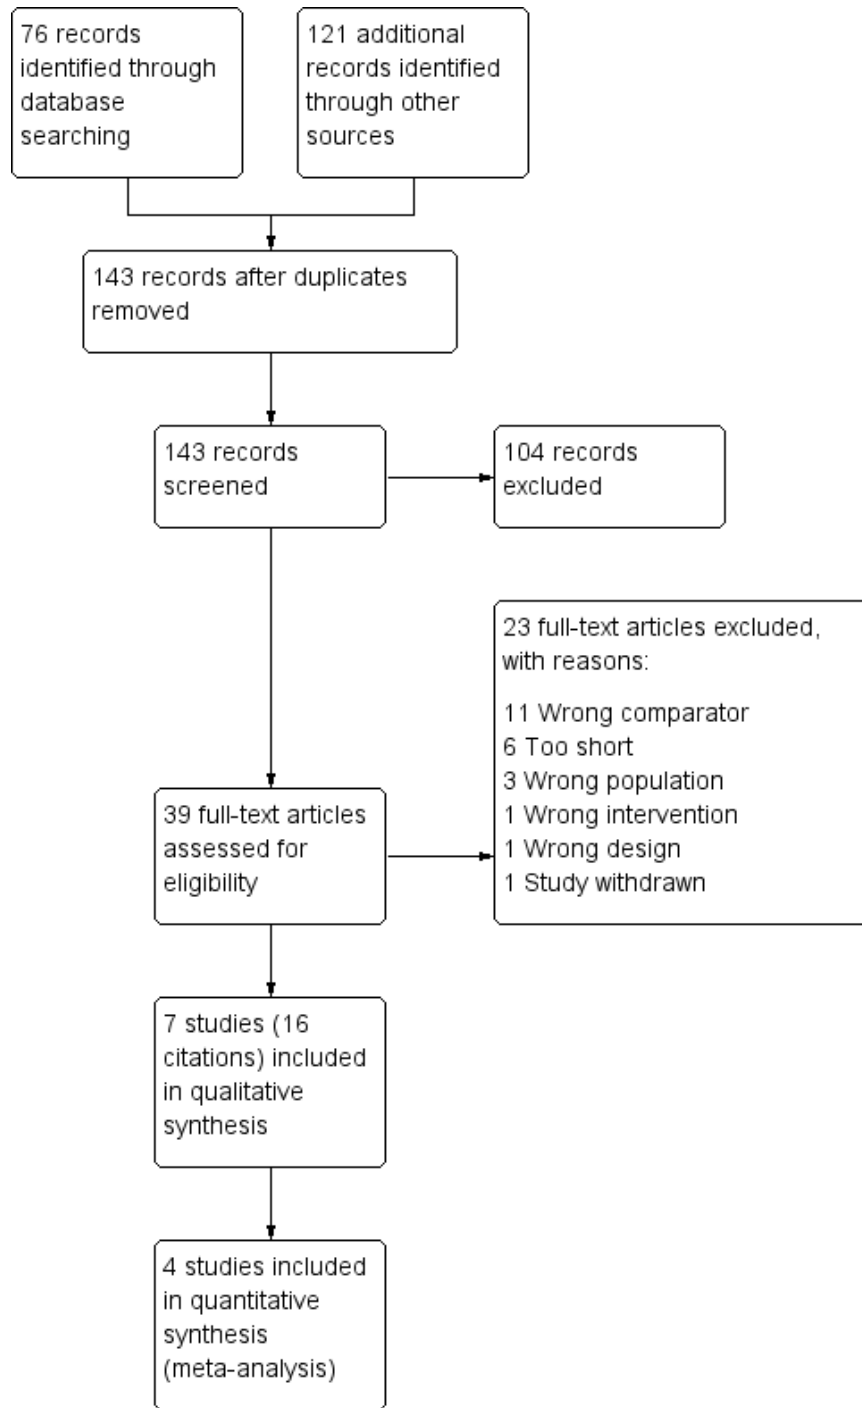 76 records
identified through
database
searching
121 additional
records identified
through other
sources
143 records after duplicates
removed
143 records
screened
104 records
excluded
23 full-text articles excluded,
with reasons:
11 Wrong comparator
6 Too short
3 Wrong population
1 Wrong intervention
1 Wrong design
1 Study withdrawn
39 full-text articles
assessed for
eligibility
7 studies (16
citations) included
in qualitative
synthesis
4 studies included
in quantitative
synthesis
(meta-analysis)